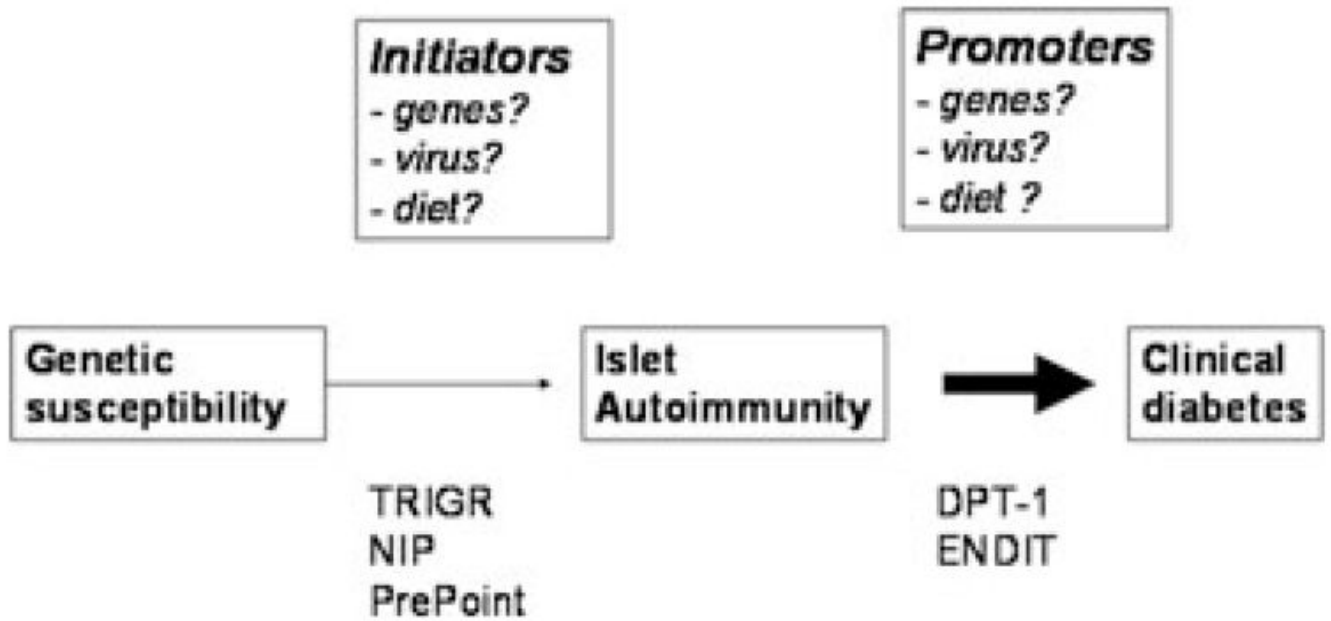 Initiators
- genes?
- virus?
- diet?
Promoters
- genes?
- virus?
- diet ?
Genetic
susceptibility
Islet
Autoimmunity
Clinical
diabetes
TRIGR
NIP
PrePoint
DPT-1
ENDIT